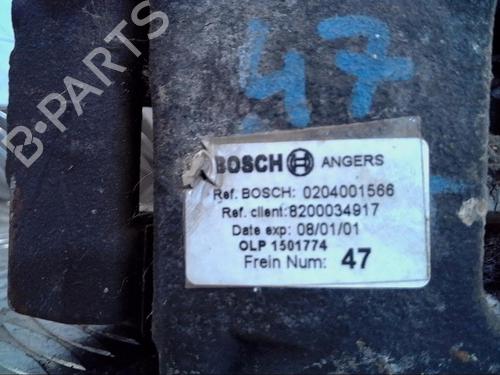 47
B-PARTS
BOSCH ANGERS
Ref. BOSCH: 0204001566
Ref. client:8200034917
Date exp: 08/01/01
OLP 1501774
Frein Num: 47